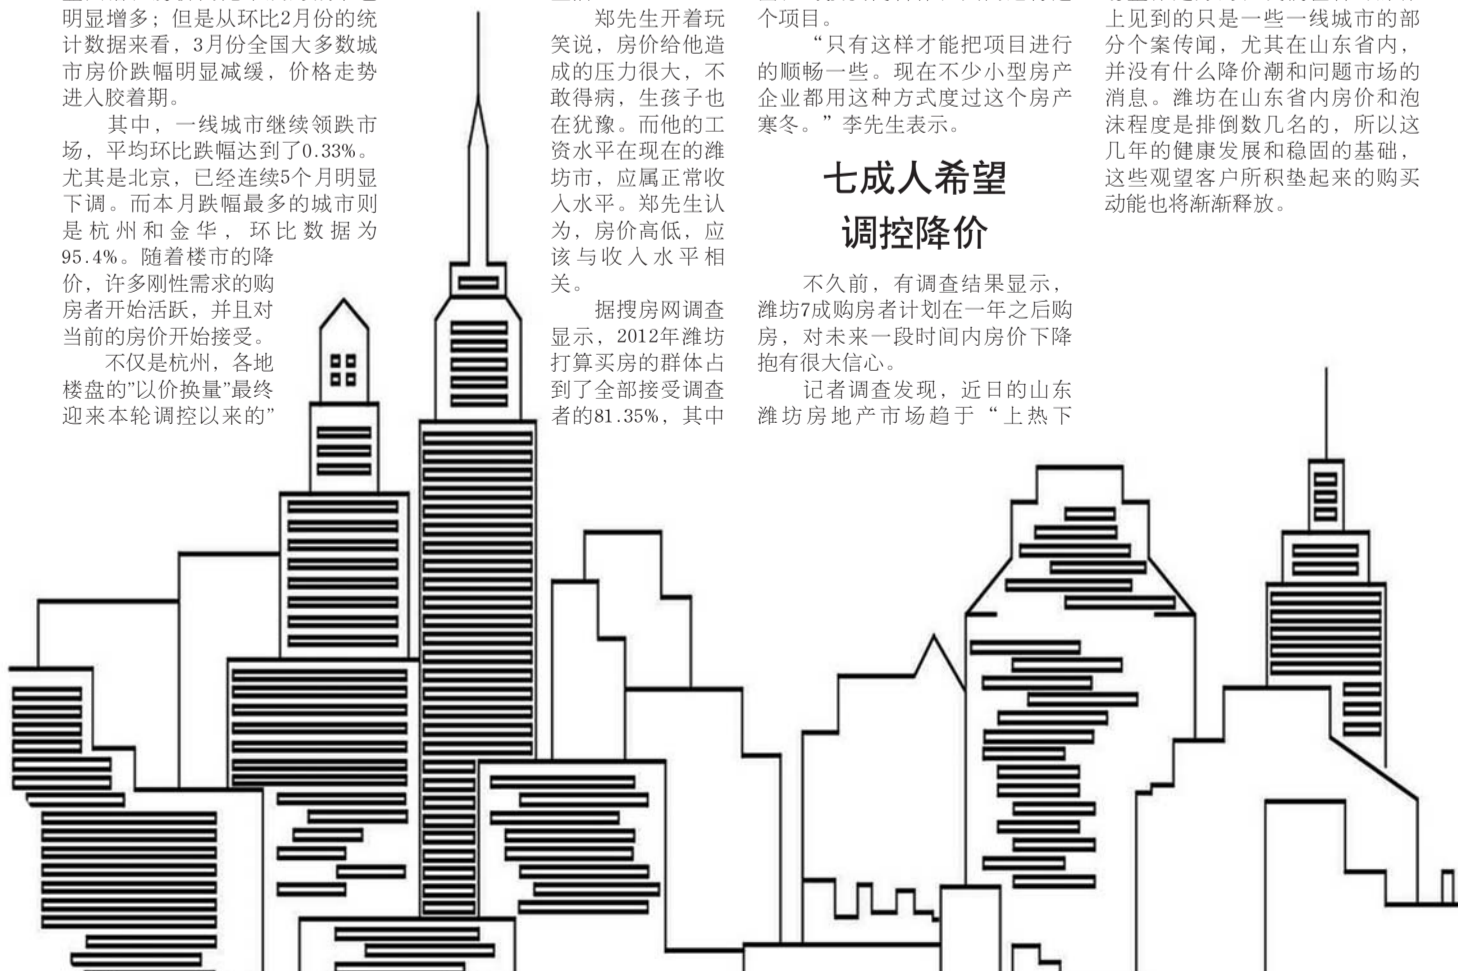 明显增多；但是从环比2月份的统
计数据来看，3月份全国大多数城
市房价跌幅明显减缓，价格走势
进入胶着期。
其中，一线城市继续领跌市
场，平均环比跌幅达到了0.33%。
尤其是北京，已经连续5个月明显
下调。而本月跌幅最多的城市则
是杭州和金华，环比数据为
95.4%。随着楼市的降
价，许多刚性需求的购
房者开始活跃，并且对
当前的房价开始接受。
不仅是杭州，各地
楼盘的”以价换量”最终
迎来本轮调控以来的”
郑先生开着玩
笑说，房价给他造
成的压力很大，不
敢得病，生孩子也
在犹豫。而他的工
资水平在现在的潍
坊市，应属正常收
入水平。郑先生认
为，房价高低，应
该与收入水平相
关。
据搜房网调查
显示，2012年潍坊
打算买房的群体占
到了全部接受调查
者的81.35%，其中
个项目。
“只有这样才能把项目进行
的顺畅一些。现在不少小型房产
企业都用这种方式度过这个房产
寒冬。”李先生表示。
七成人希望
调控降价
不久前，有调查结果显示，
潍坊7成购房者计划在一年之后购
房，对未来一段时间内房价下降
抱有很大信心。
记者调查发现，近日的山东
潍坊房地产市场趋于“上热下
上见到的只是一些一线城市的部
分个案传闻，尤其在山东省内，
并没有什么降价潮和问题市场的
消息。潍坊在山东省内房价和泡
沫程度是排倒数几名的，所以这
几年的健康发展和稳固的基础，
这些观望客户所积垫起来的购买
动能也将渐渐释放。